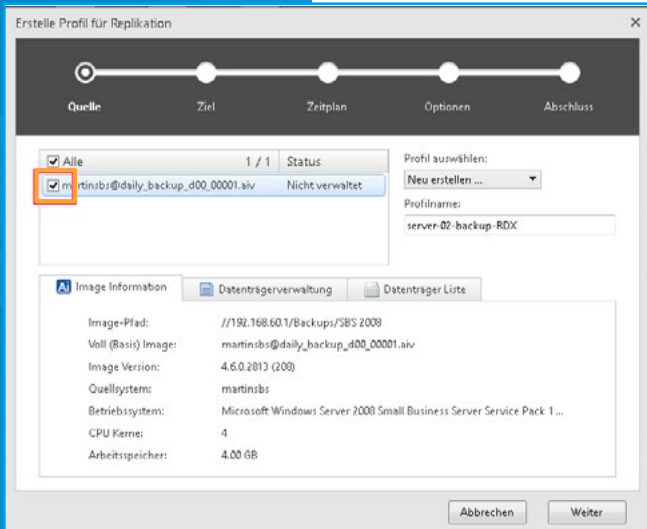 Erstelle Profil für Replikation
Quelle Ziel Zeitplan Optionen Abschluss
Alle 1 / 1 Status
martinsbs@daily_backup_d00_00001.aiv Nicht verwaltet
Profil auswählen:
Neu erstellen ...
Profilname:
server-02-backup-RDX
Image Information Datenträgerverwaltung Datenträger Liste
Image-Pfad: //192.168.60.1/Backups/SBS 2008
Voll (Basis) Image: martinsbs@daily_backup_d00_00001.aiv
Image Version: 4.6.0.2813 (208)
Quellsystem: martinsbs
Betriebssystem: Microsoft Windows Server 2008 Small Business Server Service Pack 1...
CPU Kerne: 4
Arbeitsspeicher: 4.00 GB
Abbrechen Weiter